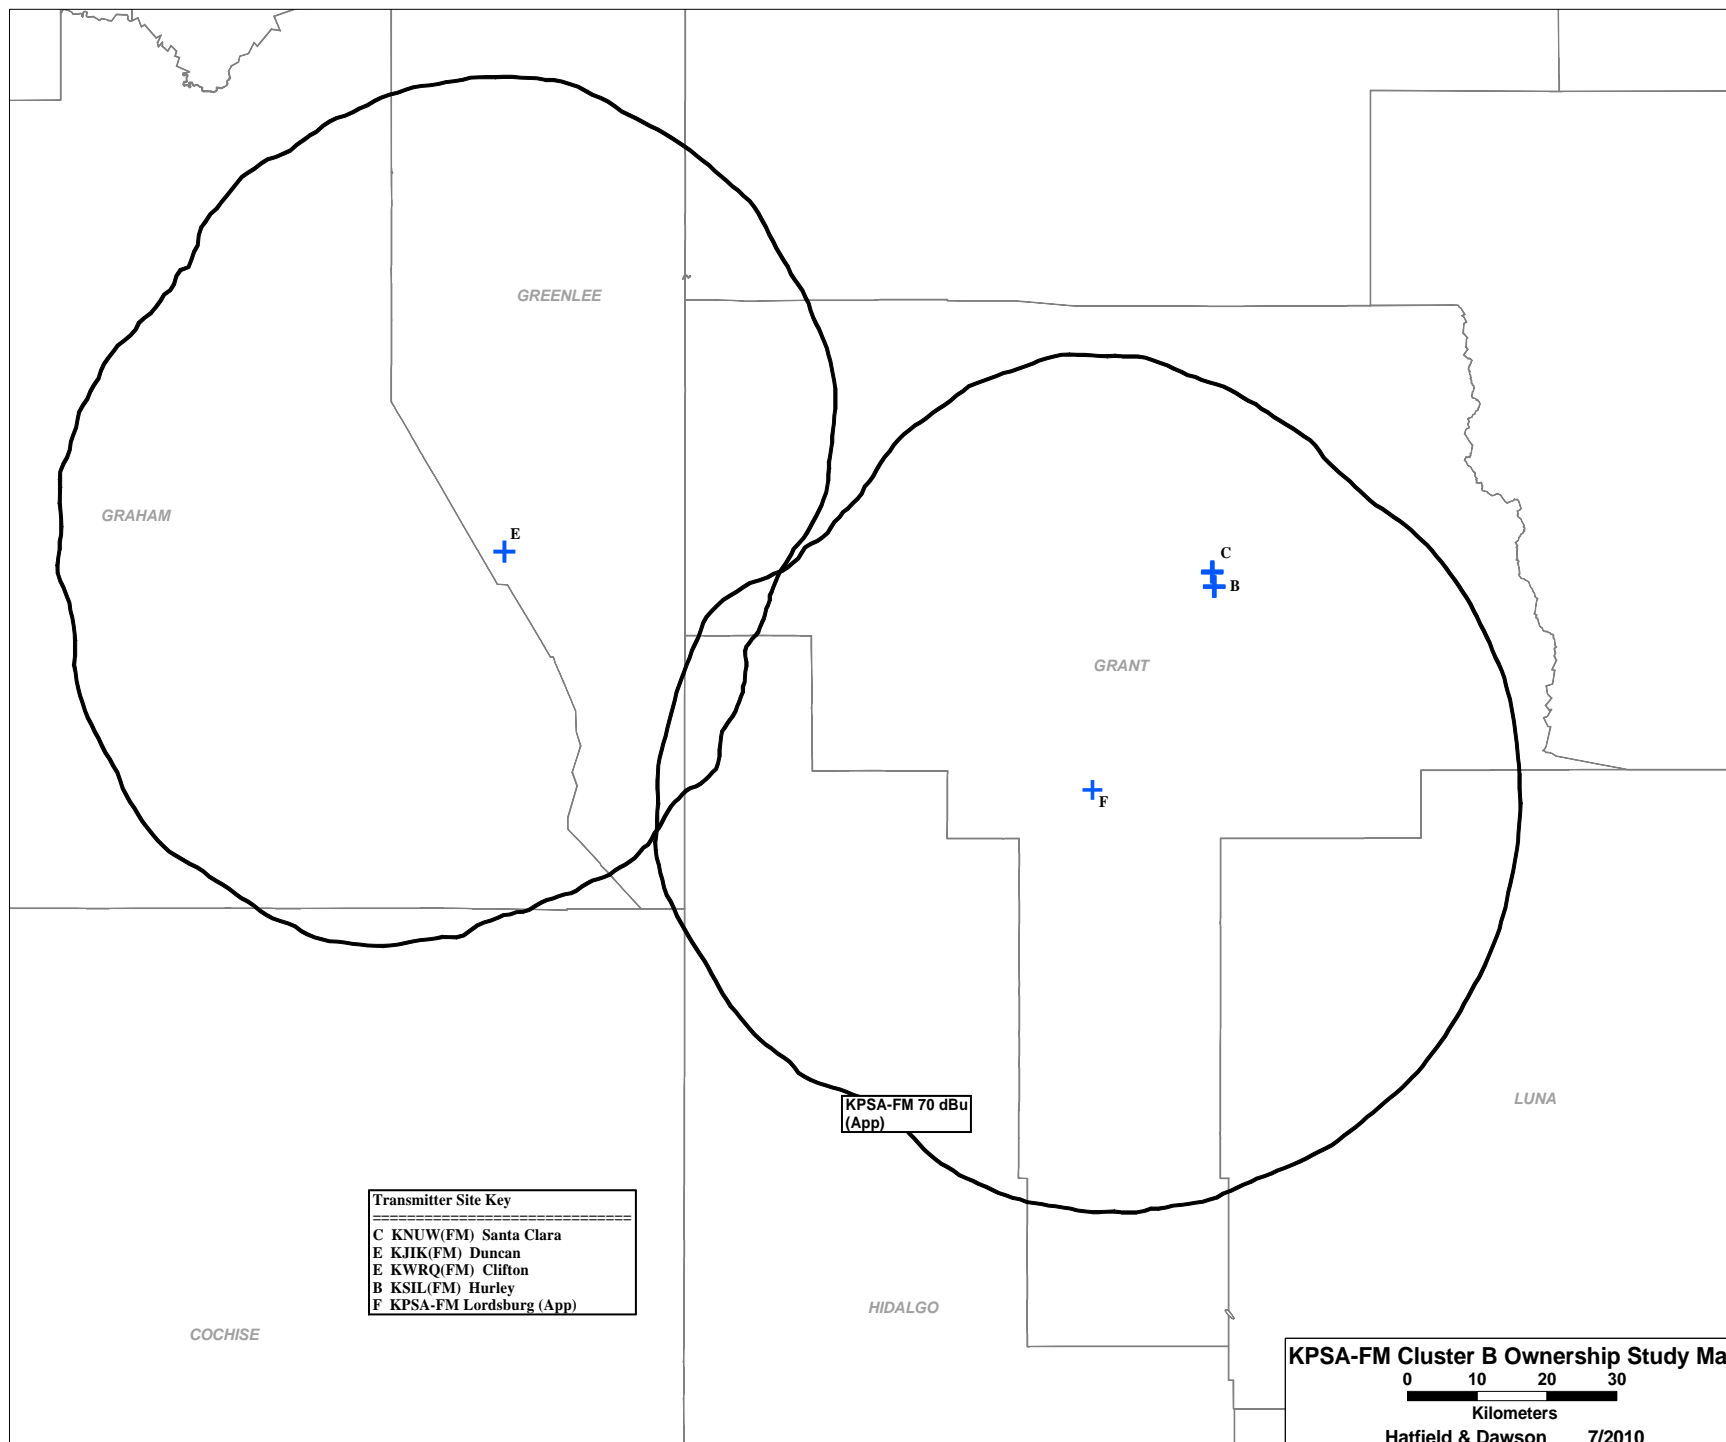 GREENLEE
GRAHAM
E
C
B
GRANT
F
KPSA-FM 70 dBu
(App)
LUNA
Transmitter Site Key
==============================
C KNUW(FM) Santa Clara
E KJIK(FM) Duncan
E KWRQ(FM) Clifton
B KSIL(FM) Hurley
F KPSA-FM Lordsburg (App)
HIDALGO
COCHISE
KPSA-FM Cluster B Ownership Study Ma
0 10 20 30
Kilometers
Hatfield & Dawson 7/2010